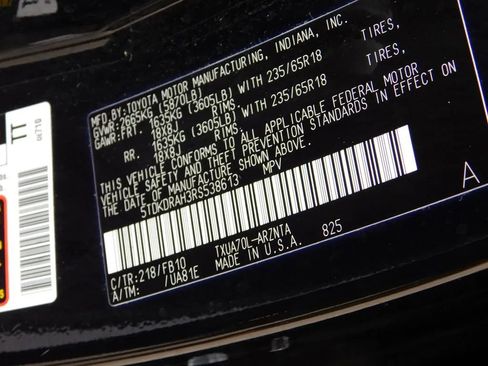 MFD.BY:TOYOTA MOTOR MANUFACTURING, INDIANA, INC.
GVWR: 2665KG (5870LB)
GAWR:FRT. 1635KG (3605LB) WITH 235/65R18 TIRES,
18X8J RIMS,
RR. 1635KG (3605LB) WITH 235/65R18 TIRES,
18X8J RIMS,
THIS VEHICLE CONFORMS TO ALL APPLICABLE FEDERAL MOTOR
VEHICLE SAFETY AND THEFT PREVENTION STANDARDS IN EFFECT ON
THE DATE OF MANUFACTURE SHOWN ABOVE.
5TDKDRAH3RS538613 MPV
C/TR:218/FB10 TXUA70L-ARZNTA 825
A/TM: /UA81E MADE IN U.S.A.
A
TT